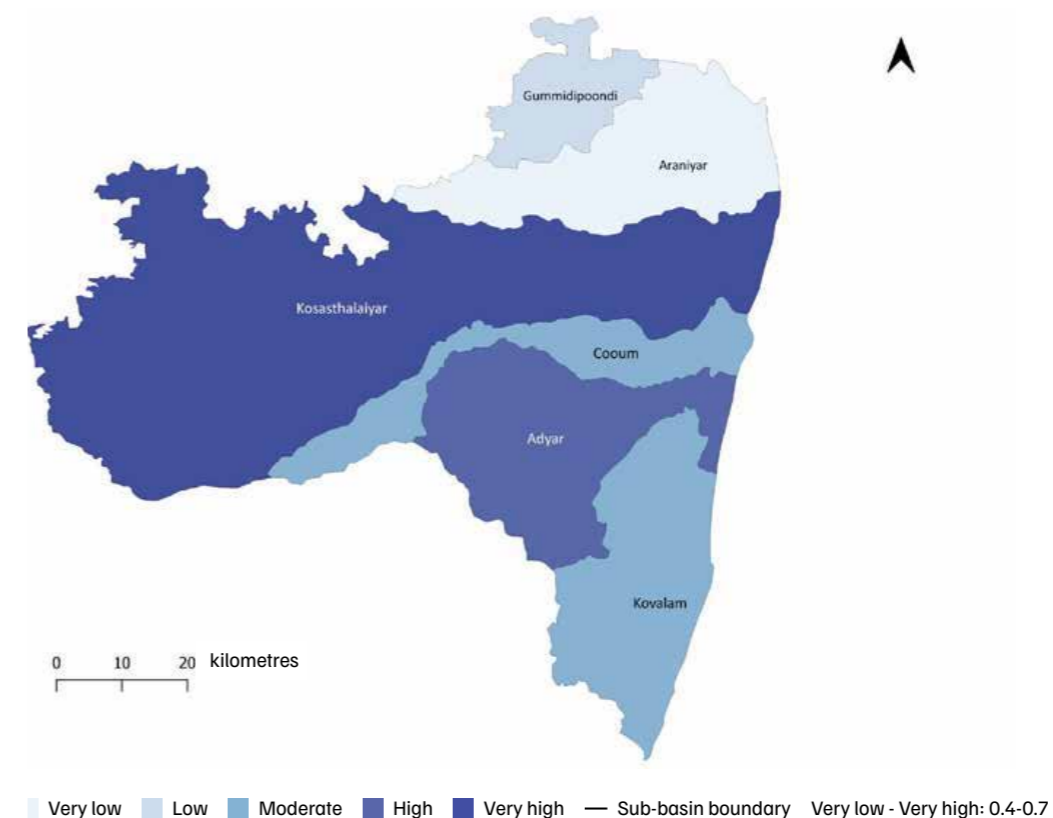 Gummidipoondi
Araniyar
Kosasthalaiyar
Cooum
Adyar
Kovalam
0 10 20 kilometres
Very low Low Moderate High Very high Sub-basin boundary Very low - Very high: 0.4-0.7